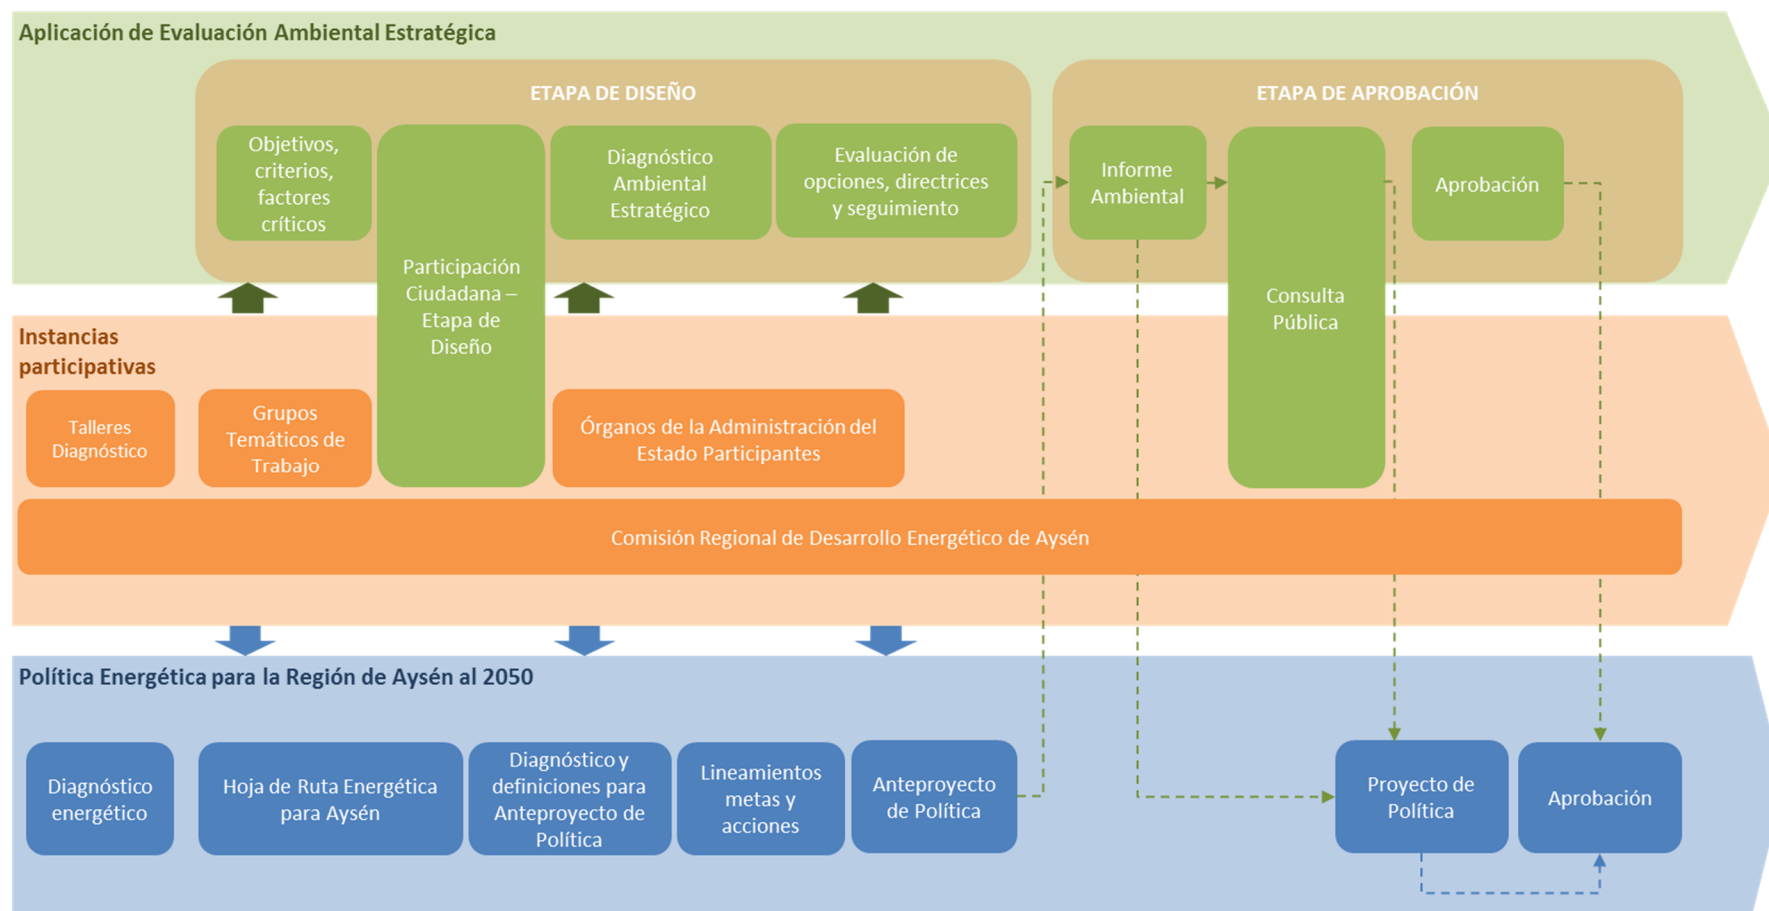 Aplicación de Evaluación Ambiental Estratégica
ETAPA DE DISEÑO
Objetivos,
criterios,
factores
críticos
Participación
Ciudadana –
Etapa de
Diseño
Diagnóstico
Ambiental
Estratégico
Evaluación de
opciones, directrices
y seguimiento
ETAPA DE APROBACIÓN
Informe
Ambiental
Consulta
Pública
Aprobación
Instancias
participativas
Talleres
Diagnóstico
Grupos
Temáticos de
Trabajo
Órganos de la Administración del
Estado Participantes
Comisión Regional de Desarrollo Energético de Aysén
Política Energética para la Región de Aysén al 2050
Diagnóstico
energético
Hoja de Ruta Energética
para Aysén
Diagnóstico y
definiciones para
Anteproyecto de
Política
Lineamientos
metas y
acciones
Anteproyecto
de Política
Proyecto de
Política
Aprobación